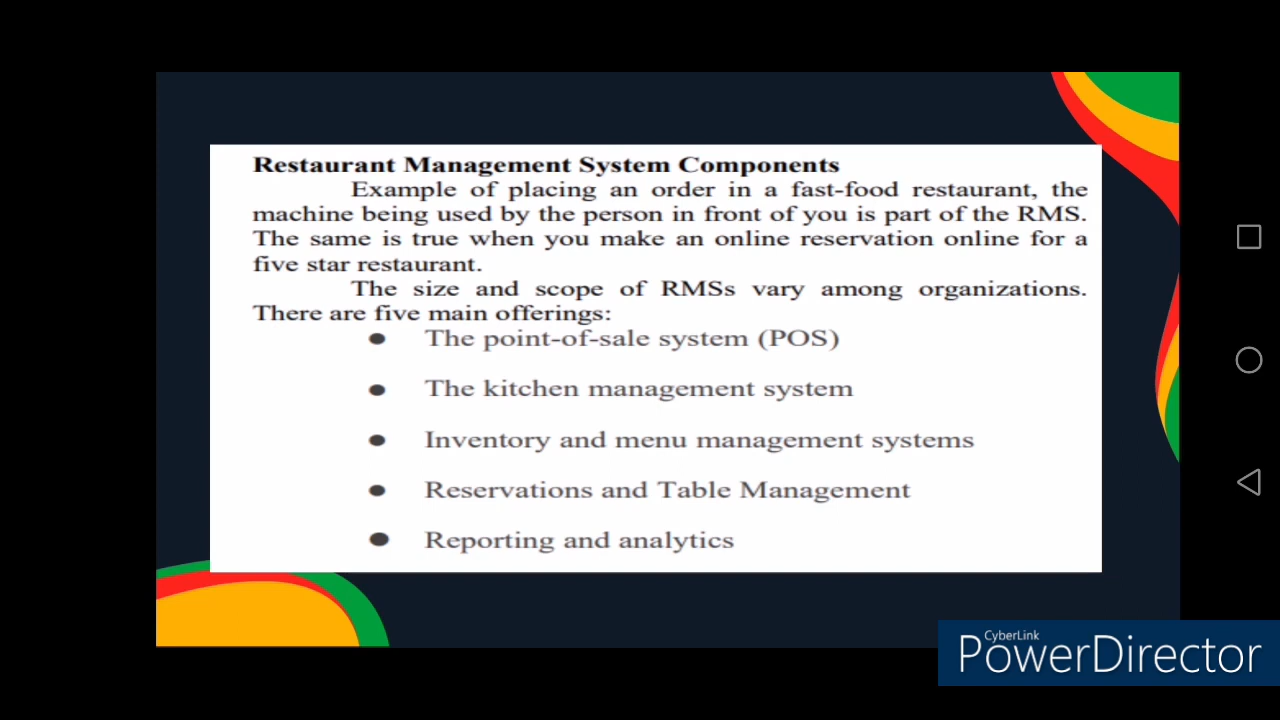 Restaurant Management System Components
Example of placing an order in a fast-food restaurant, the
machine being used by the person in front of you is part of the RMS.
The same is true when you make an online reservation online for a
five star restaurant.
The size and scope of RMSs vary among organizations.
There are five main offerings:
● The point-of-sale system (POS)
● The kitchen management system
● Inventory and menu management systems
● Reservations and Table Management
● Reporting and analytics
CyberLink
PowerDirector